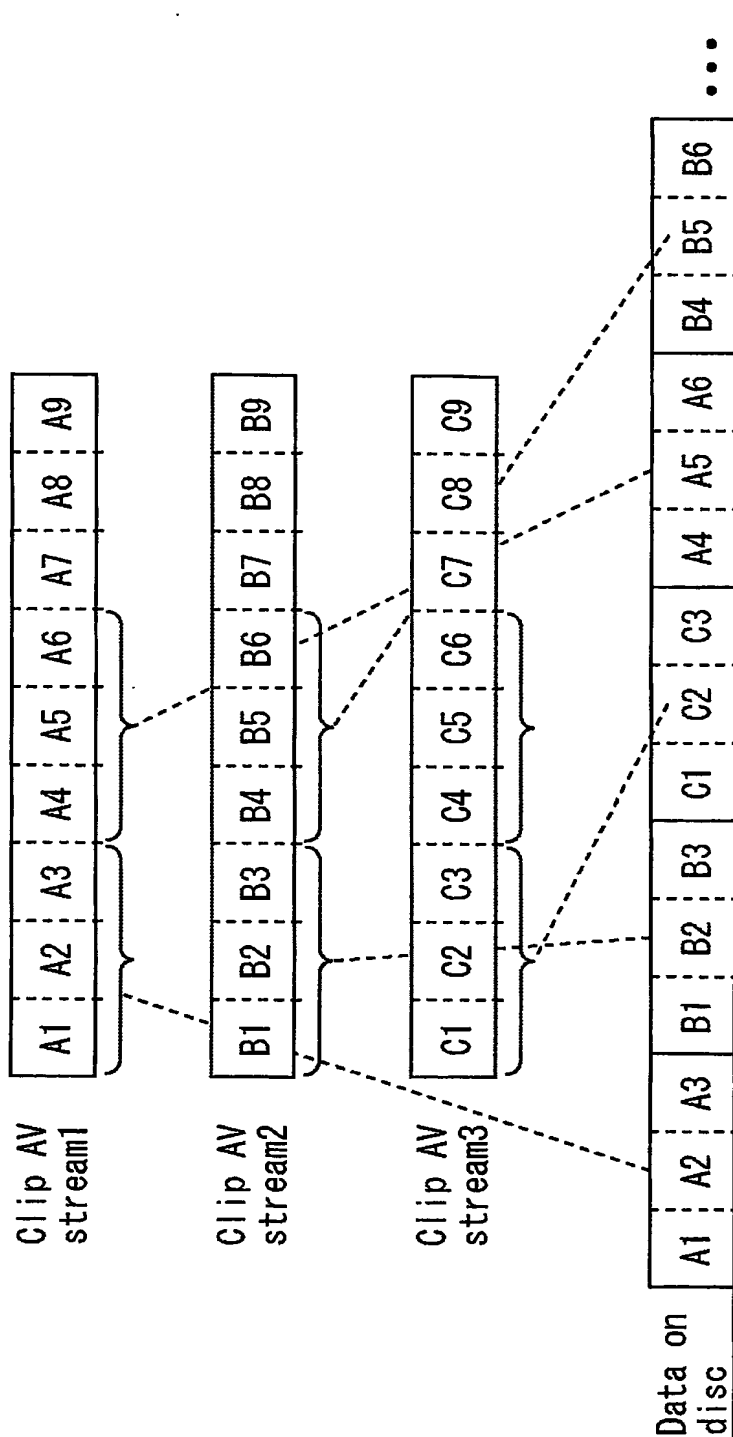 Clip AV
stream1
A1 A2 A3 A4 A5 A6 A7 A8 A9
Clip AV
stream2
B1 B2 B3 B4 B5 B6 B7 B8 B9
Clip AV
stream3
C1 C2 C3 C4 C5 C6 C7 C8 C9
Data on
disc
A1 A2 A3 B1 B2 B3 C1 C2 C3 A4 A5 A6 B4 B5 B6 •••